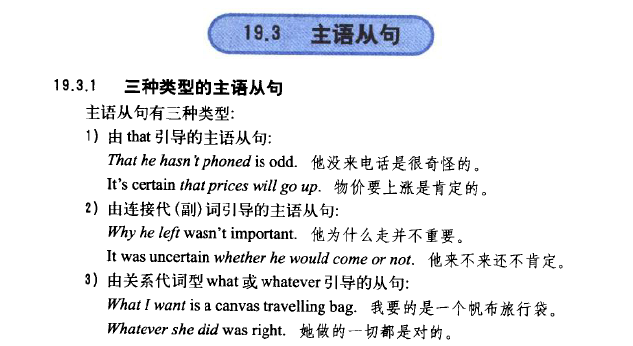 19.3 主语从句
19.3.1 三种类型的主语从句
主语从句有三种类型:
1) 由 that 引导的主语从句:
That he hasn't phoned is odd. 他没来电话是很奇怪的。
It's certain that prices will go up. 物价要上涨是肯定的。
2) 由连接代(副)词引导的主语从句:
Why he left wasn't important. 他为什么走并不重要。
It was uncertain whether he would come or not. 他来不来还不肯定。
3) 由关系代词型 what 或 whatever 引导的从句:
What I want is a canvas travelling bag. 我要的是一个帆布旅行袋。
Whatever she did was right. 她做的一切都是对的。